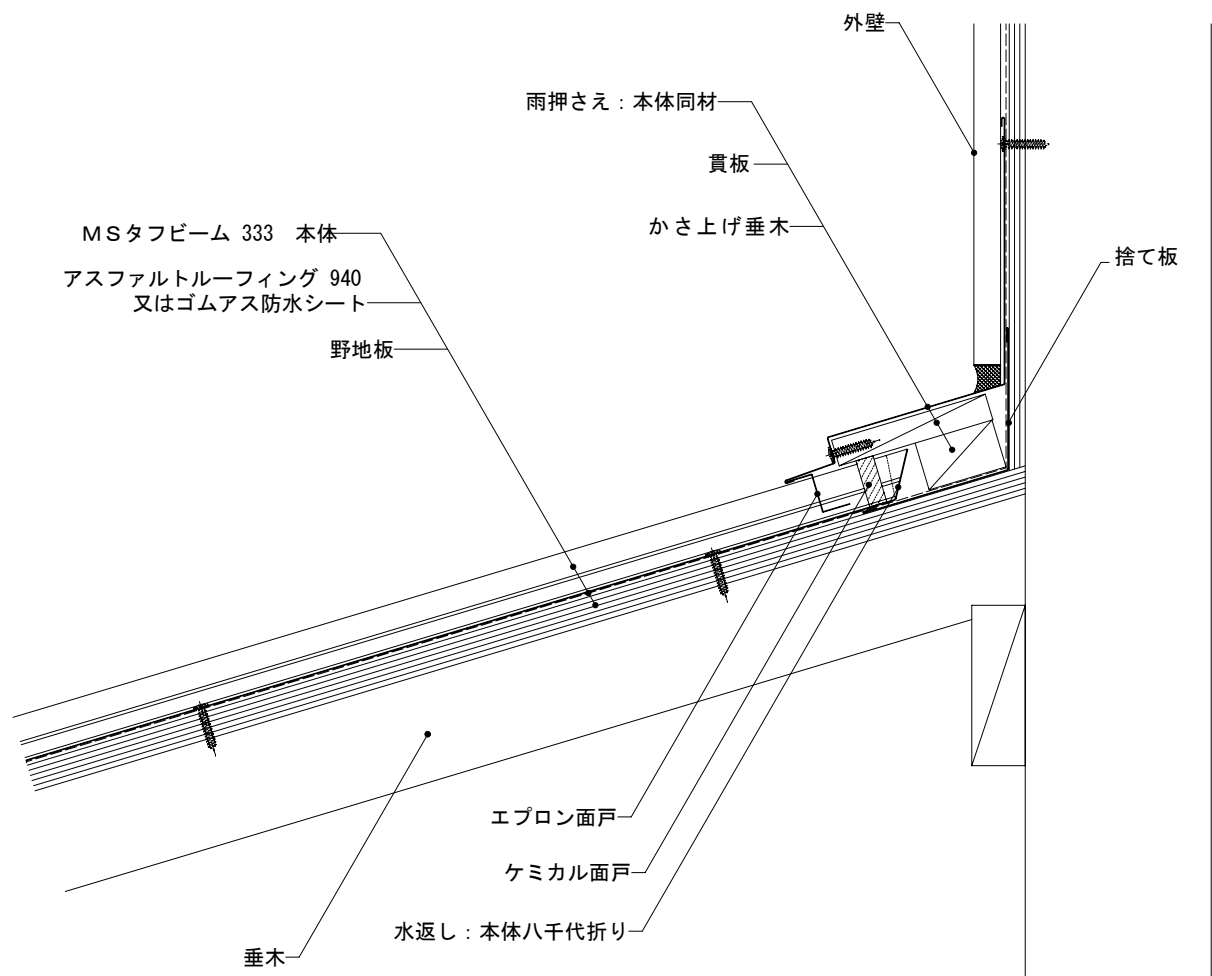 外壁
雨押さえ：本体同材
貫板
かさ上げ垂木
ＭＳタフビーム 333　本体
アスファルトルーフィング 940
又はゴムアス防水シート
野地板
捨て板
エプロン面戸
ケミカル面戸
水返し：本体八千代折り
垂木